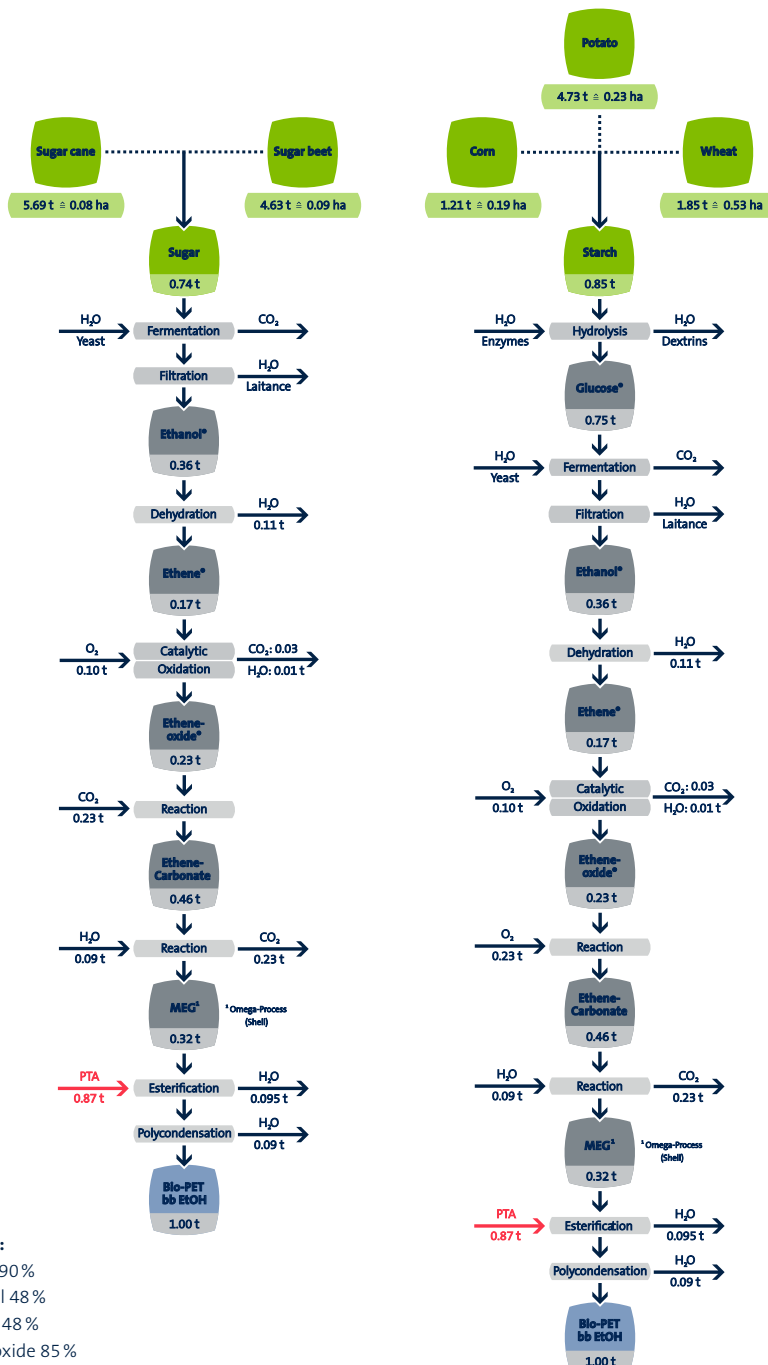 Sugar cane
5.69 t ≙ 0.08 ha
Sugar beet
4.63 t ≙ 0.09 ha
Sugar
0.74 t
H₂O
Yeast
Fermentation
CO₂
Filtration
H₂O
Laitance
Ethanol*
0.36 t
Dehydration
H₂O
0.11 t
Ethene*
0.17 t
O₂
0.10 t
Catalytic
Oxidation
CO₂: 0.03
H₂O: 0.01 t
Ethene-
oxide*
0.23 t
CO₂
0.23 t
Reaction
Ethene-
Carbonate
0.46 t
H₂O
0.09 t
Reaction
CO₂
0.23 t
MEG¹
0.32 t
¹ Omega-Process
(Shell)
PTA
0.87 t
Esterification
H₂O
0.095 t
Polycondensation
H₂O
0.09 t
Bio-PET
bb EtOH
1.00 t
:
90 %
l 48 %
48 %
oxide 85 %
Potato
4.73 t ≙ 0.23 ha
Corn
1.21 t ≙ 0.19 ha
Wheat
1.85 t ≙ 0.53 ha
Starch
0.85 t
H₂O
Enzymes
Hydrolysis
H₂O
Dextrins
Glucose*
0.75 t
H₂O
Yeast
Fermentation
CO₂
Filtration
H₂O
Laitance
Ethanol*
0.36 t
Dehydration
H₂O
0.11 t
Ethene*
0.17 t
O₂
0.10 t
Catalytic
Oxidation
CO₂: 0.03
H₂O: 0.01 t
Ethene-
oxide*
0.23 t
O₂
0.23 t
Reaction
Ethene-
Carbonate
0.46 t
H₂O
0.09 t
Reaction
CO₂
0.23 t
MEG¹
0.32 t
¹ Omega-Process
(Shell)
PTA
0.87 t
Esterification
H₂O
0.095 t
Polycondensation
H₂O
0.09 t
Bio-PET
bb EtOH
1.00 t